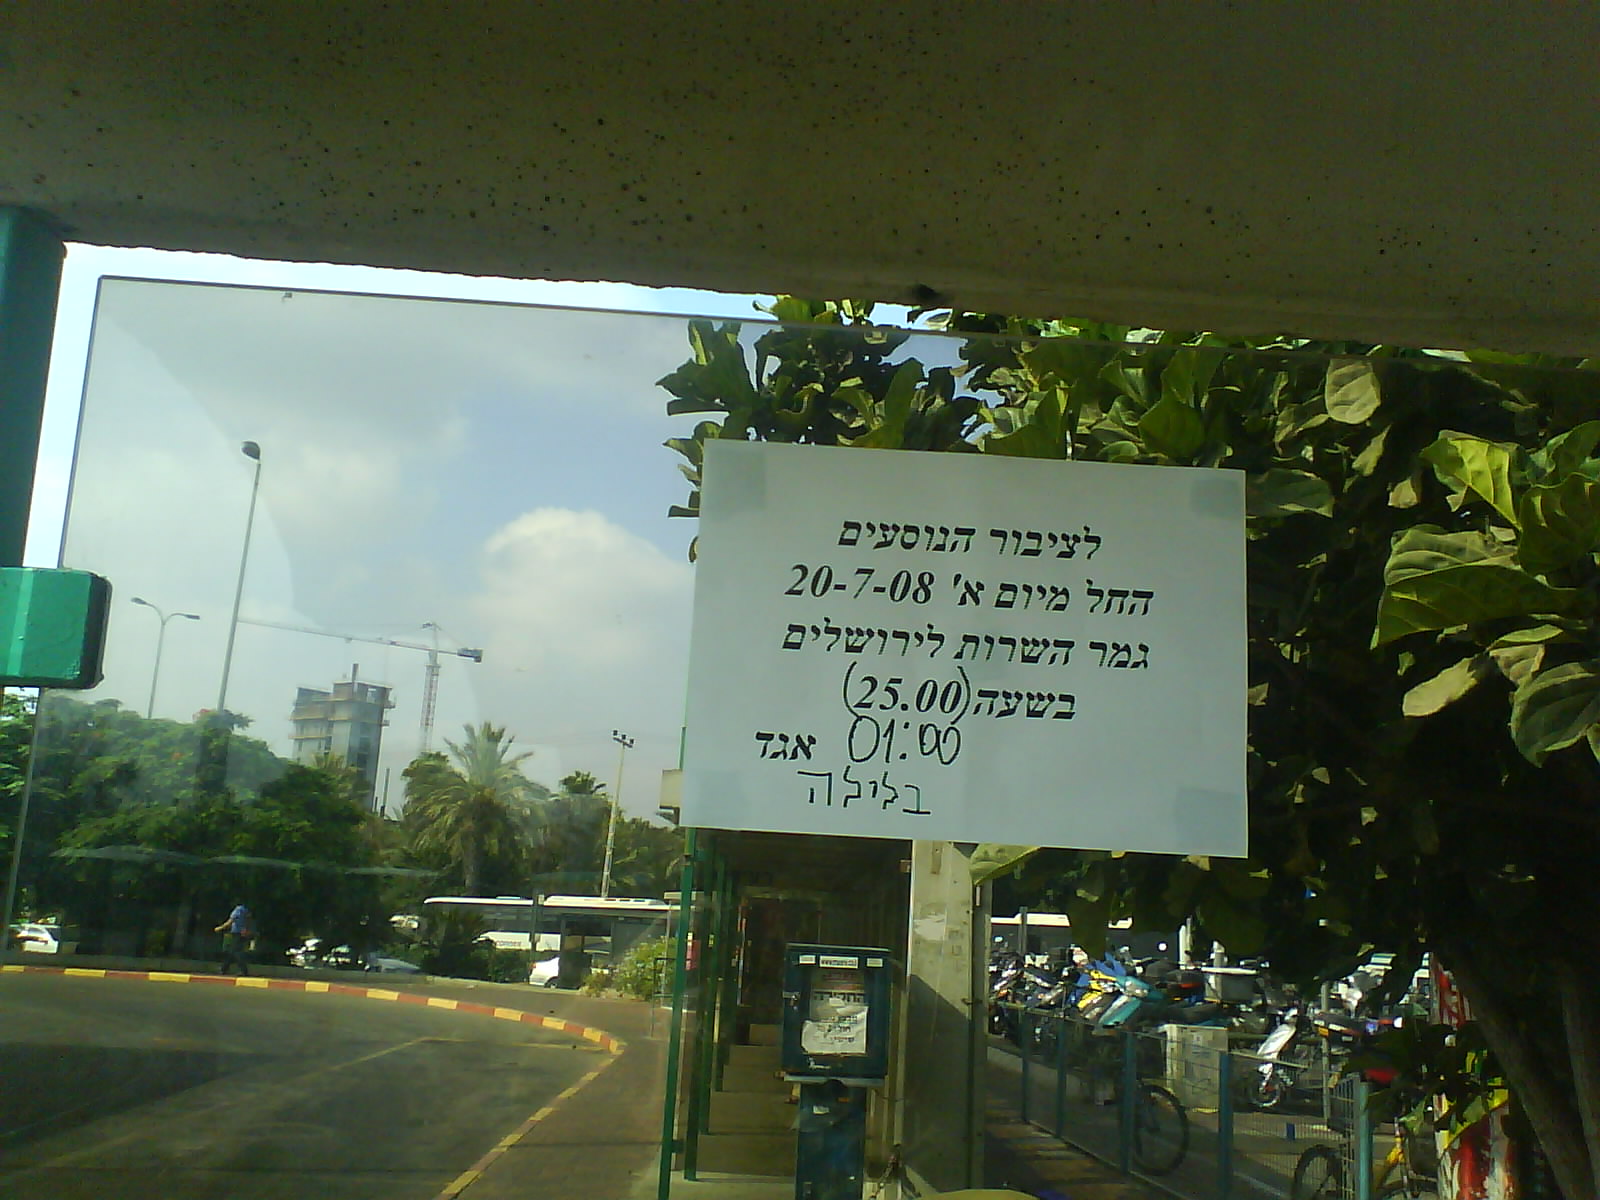 לציבור הנוסעים
החל מיום א' 20-7-08
גמר השרות לירושלים
בשעה (25.00)
01:00 אגד
בלילה